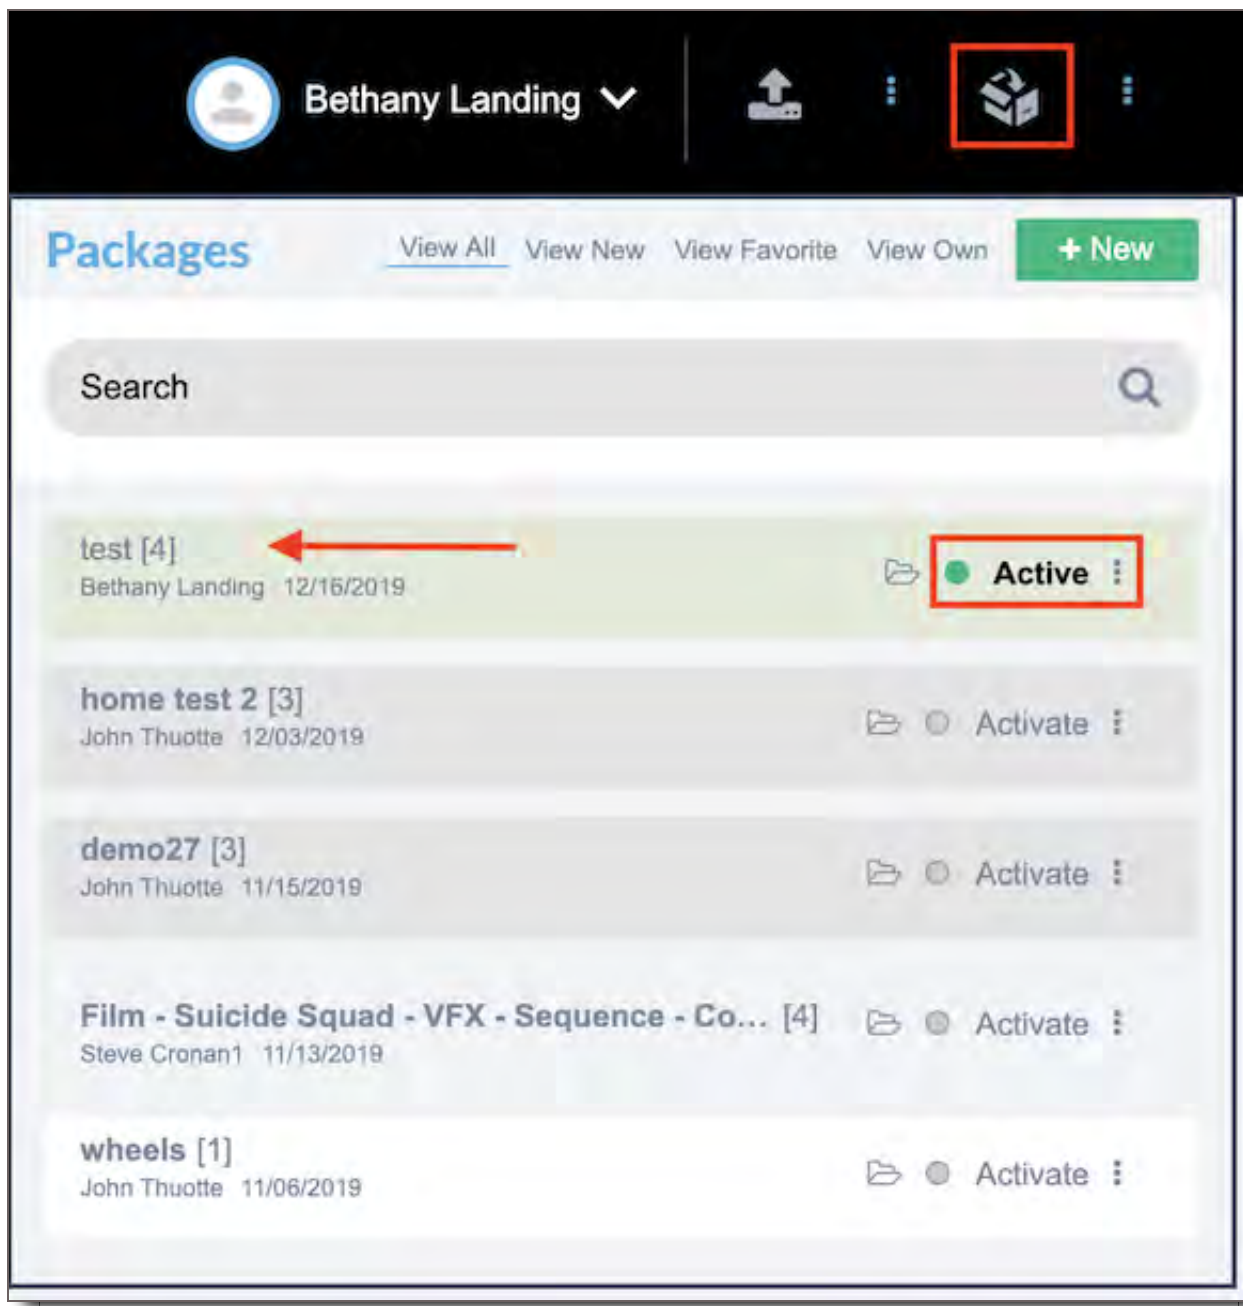 Bethany Landing
Packages View All View New View Favorite View Own + New
Search
test [4]
Bethany Landing 12/16/2019
Active
home test 2 [3]
John Thuotte 12/03/2019
Activate
demo27 [3]
John Thuotte 11/15/2019
Activate
Film - Suicide Squad - VFX - Sequence - Co... [4]
Steve Cronan1 11/13/2019
Activate
wheels [1]
John Thuotte 11/06/2019
Activate